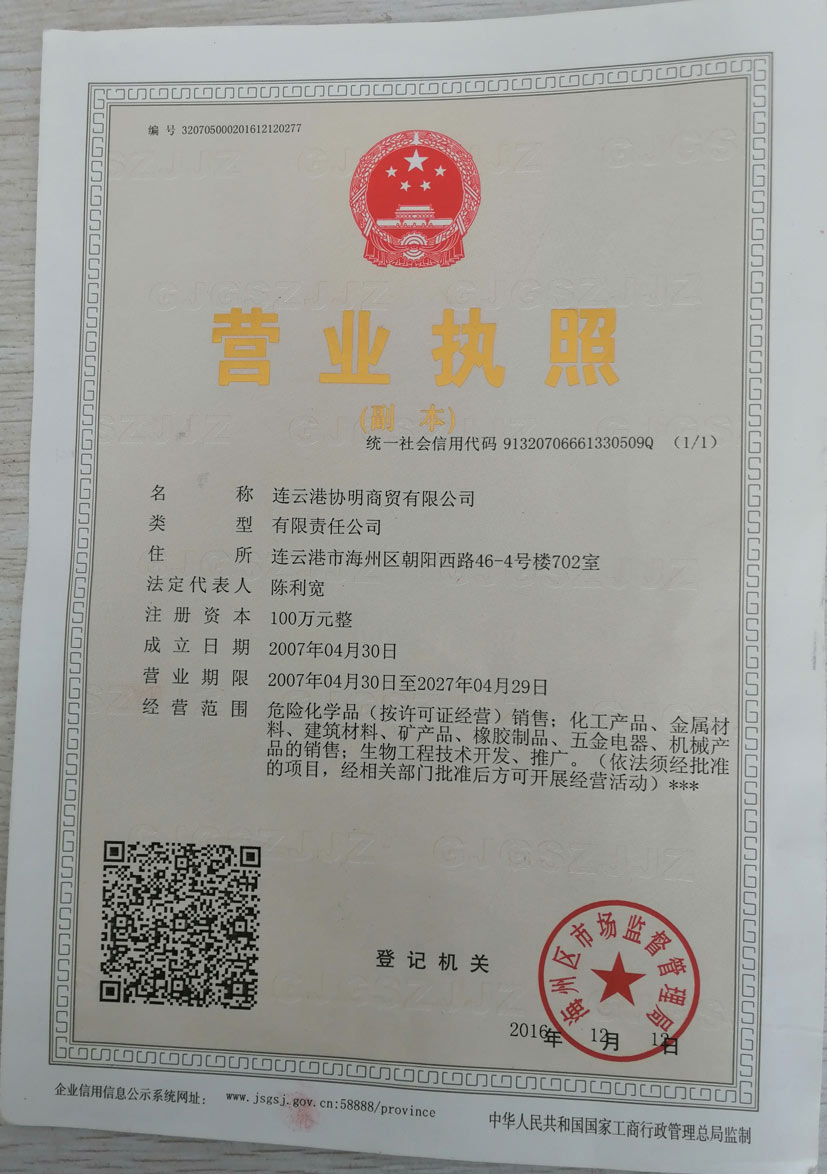 编 号 320705000201612120277
营业执照
(副 本)
统一社会信用代码 91320706661330509Q （1/1）
名 称 连云港协明商贸有限公司
类 型 有限责任公司
住 所 连云港市海州区朝阳西路46-4号楼702室
法定代表人 陈利宽
注 册 资 本 100万元整
成 立 日 期 2007年04月30日
营 业 期 限 2007年04月30日至2027年04月29日
经 营 范 围 危险化学品（按许可证经营）销售；化工产品、金属材
料、建筑材料、矿产品、橡胶制品、五金电器、机械产
品的销售；生物工程技术开发、推广。（依法须经批准
的项目，经相关部门批准后方可开展经营活动）***
登 记 机 关
海州区市场监督管理局
2016年 12月 12日
企业信用信息公示系统网址： www.jsgsj.gov.cn:58888/province
中华人民共和国国家工商行政管理总局监制